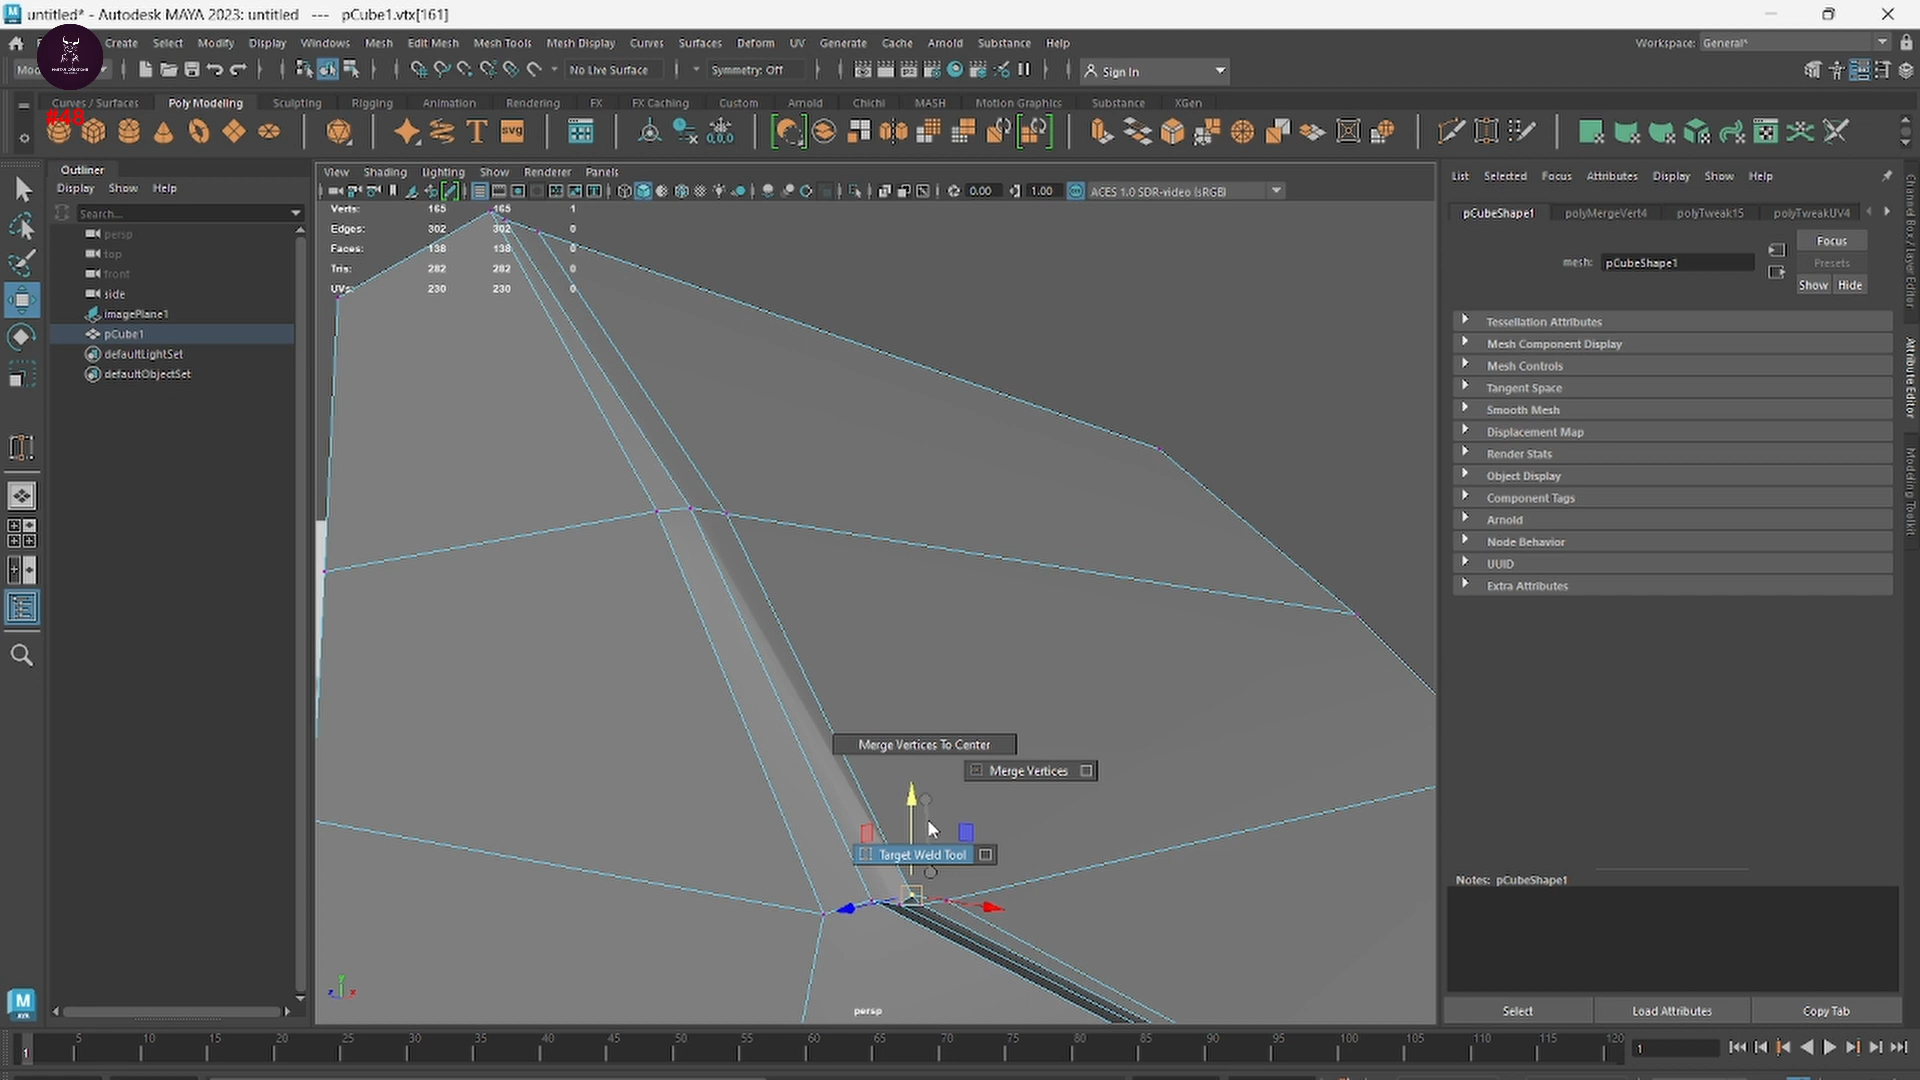 untitled* - Autodesk MAYA 2023: untitled --- pCube1.vtx[161]
Create Select Modify Display Windows Mesh Edit Mesh Mesh Tools Mesh Display Curves Surfaces Deform UV Generate Cache Arnold Substance Help
Workspace: General*
No Live Surface
Symmetry: Off
Sign In
Curves / Surfaces Poly Modeling Sculpting Rigging Animation Rendering FX FX Caching Custom Arnold Chichi MASH Motion Graphics Substance XGen
#48
Outliner
Display Show Help
Search...
persp
top
front
side
imagePlane1
pCube1
defaultLightSet
defaultObjectSet
View Shading Lighting Show Renderer Panels
0.00 1.00 ACES 1.0 SDR-video (sRGB)
Verts: 165 165 1
Edges: 302 302 0
Faces: 138 138 0
Tris: 282 282 0
UVs: 230 230 0
Merge Vertices To Center
Merge Vertices
Target Weld Tool
persp
List Selected Focus Attributes Display Show Help
pCubeShape1 polyMergeVert4 polyTweak15 polyTweakUV4
mesh: pCubeShape1
Focus
Presets
Show Hide
Tessellation Attributes
Mesh Component Display
Mesh Controls
Tangent Space
Smooth Mesh
Displacement Map
Render Stats
Object Display
Component Tags
Arnold
Node Behavior
UUID
Extra Attributes
Notes: pCubeShape1
Select Load Attributes Copy Tab
Channel Box / Layer Editor
Attribute Editor
Modeling Toolkit
1 5 10 15 20 25 30 35 40 45 50 55 60 65 70 75 80 85 90 95 100 105 110 115 120
1